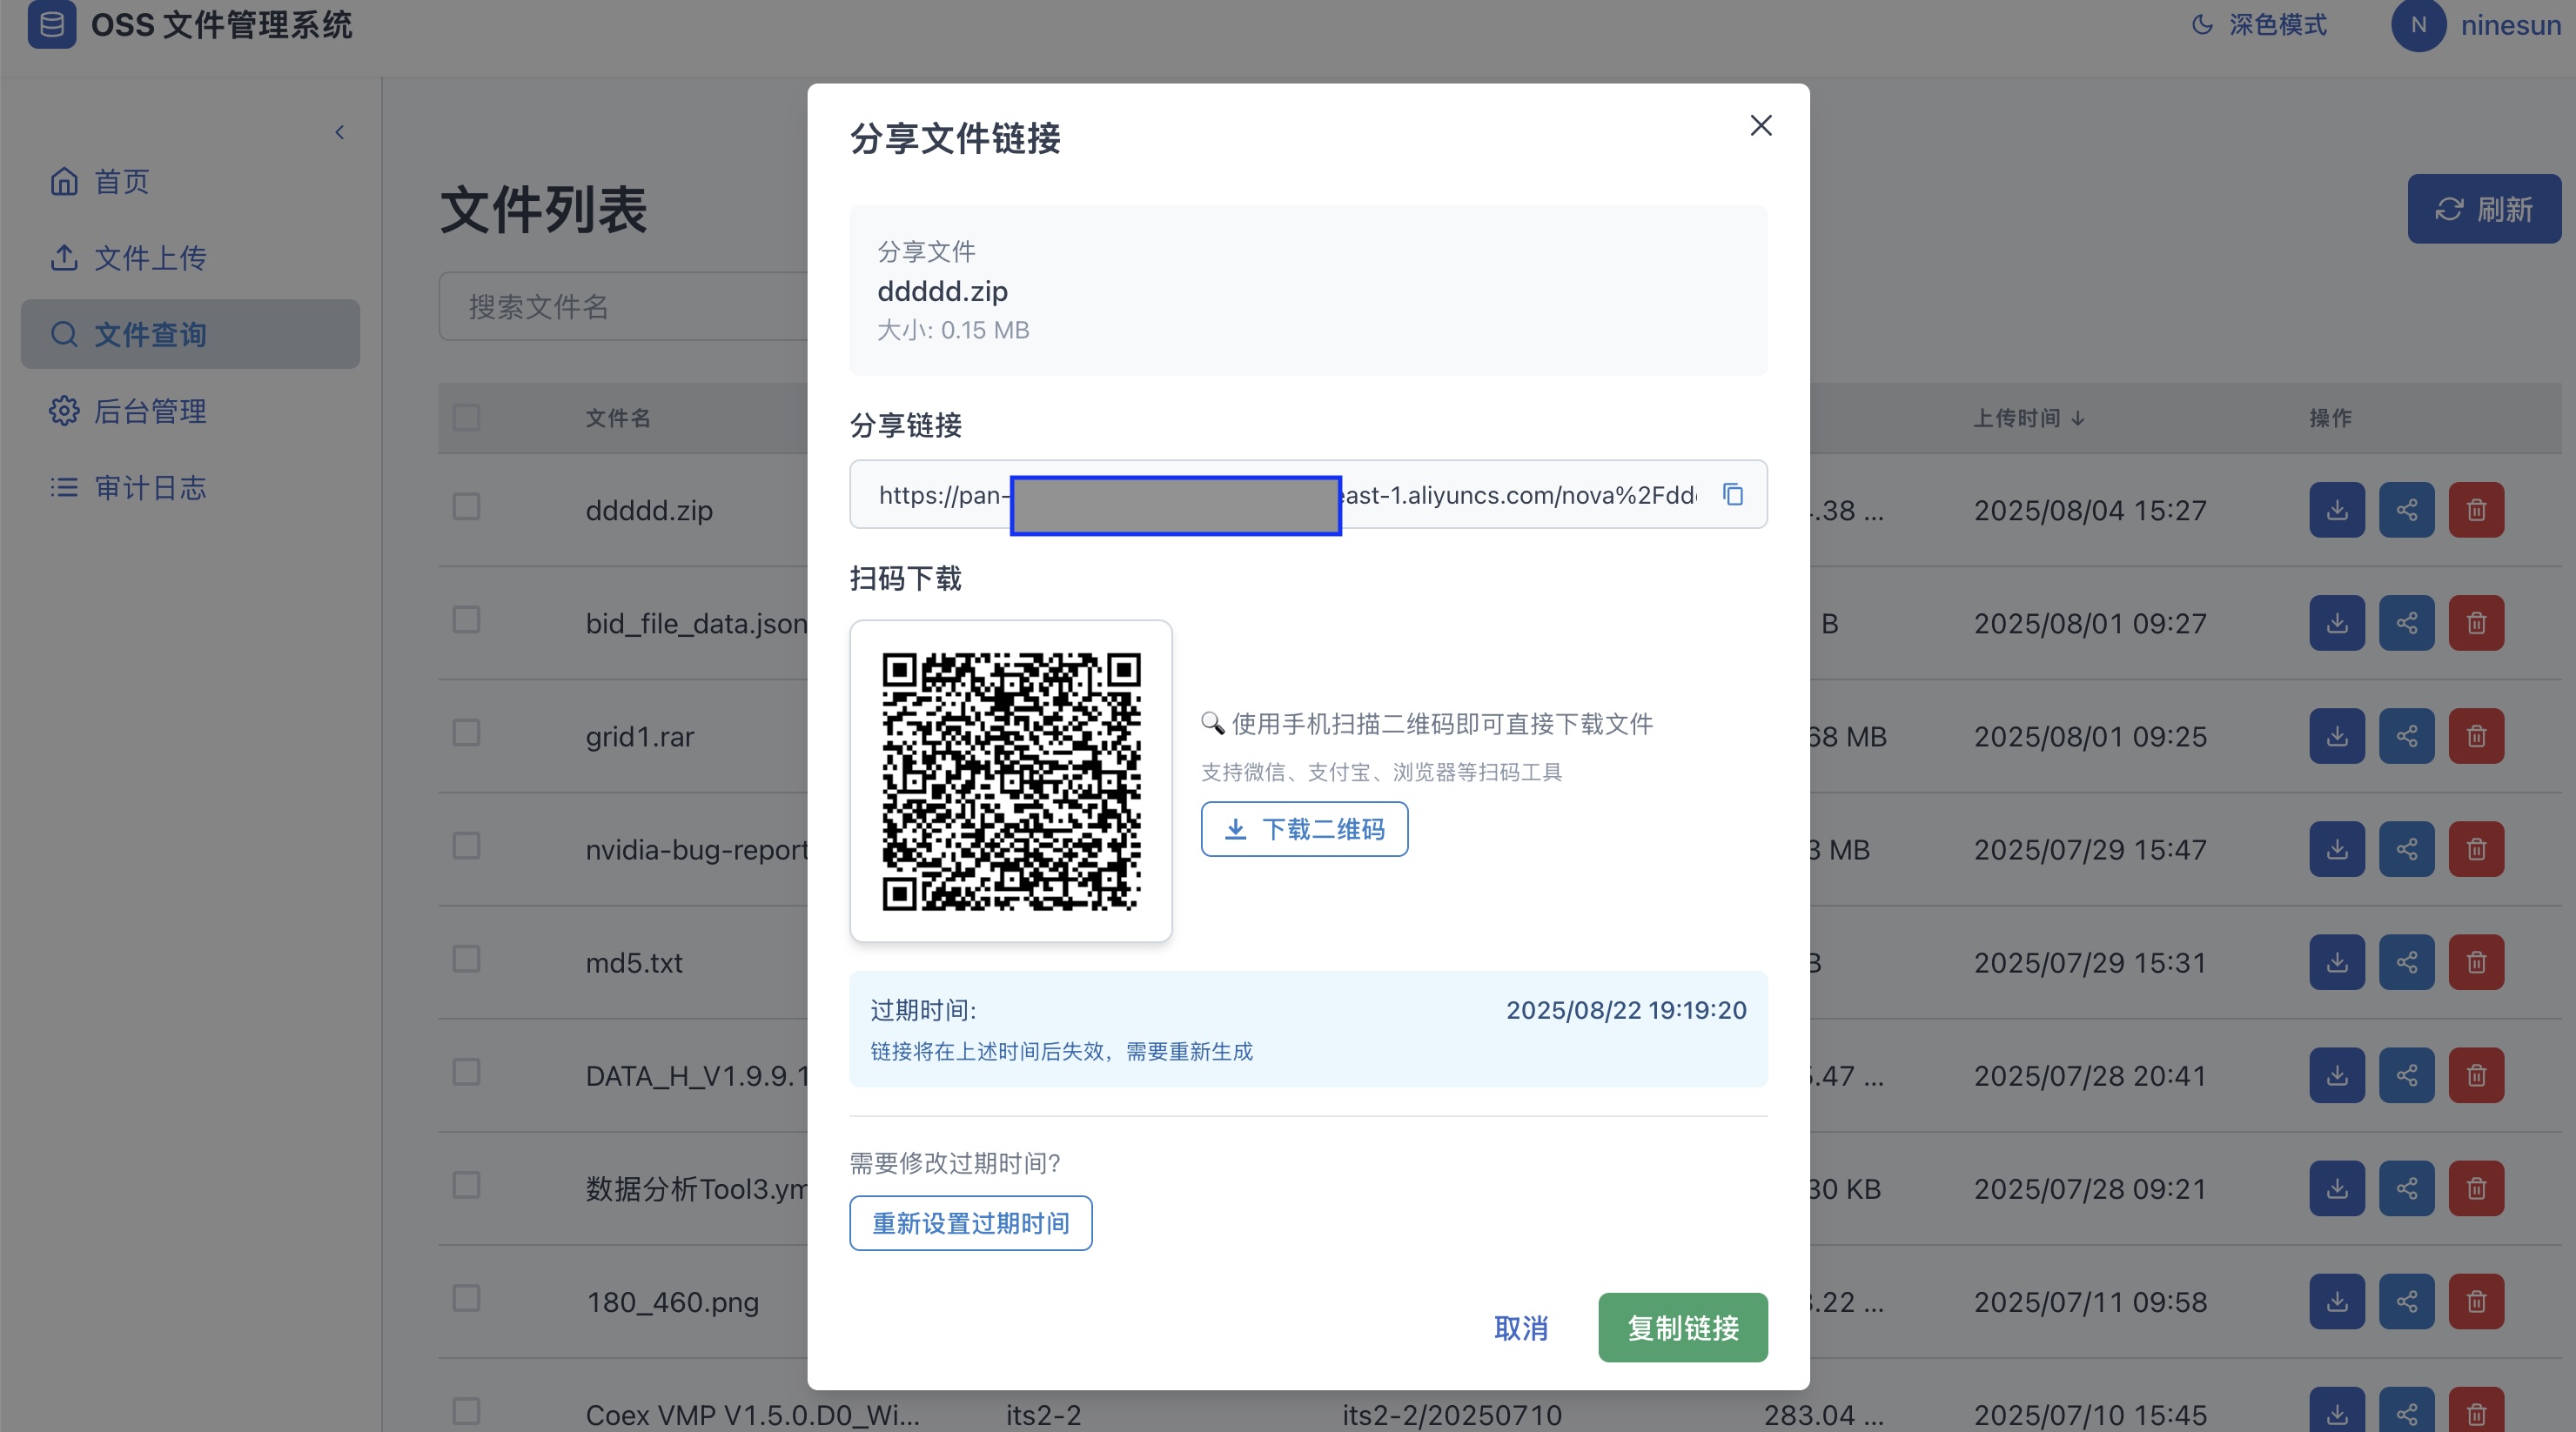 OSS 文件管理系统
深色模式
N
ninesun
首页
文件上传
文件查询
后台管理
审计日志
文件列表
刷新
搜索文件名
文件名
上传时间
操作
dddd​d.zip
.38 ...
2025/08/04 15:27
bid_file_data.json
B
2025/08/01 09:27
grid1.rar
68 MB
2025/08/01 09:25
nvidia-bug-report
3 MB
2025/07/29 15:47
md5.txt
B
2025/07/29 15:31
DATA_H_V1.9.9.1
.47 ...
2025/07/28 20:41
数据分析Tool3.ym
30 KB
2025/07/28 09:21
180_460.png
.22 ...
2025/07/11 09:58
Coex VMP V1.5.0.D0_Wi...
its2-2
its2-2/20250710
283.04 ...
2025/07/10 15:45
分享文件链接
分享文件
ddddd.zip
大小: 0.15 MB
分享链接
https://pan-
east-1.aliyuncs.com/nova%2Fdd
扫码下载
使用手机扫描二维码即可直接下载文件
支持微信、支付宝、浏览器等扫码工具
下载二维码
过期时间:
2025/08/22 19:19:20
链接将在上述时间后失效，需要重新生成
需要修改过期时间?
重新设置过期时间
取消
复制链接